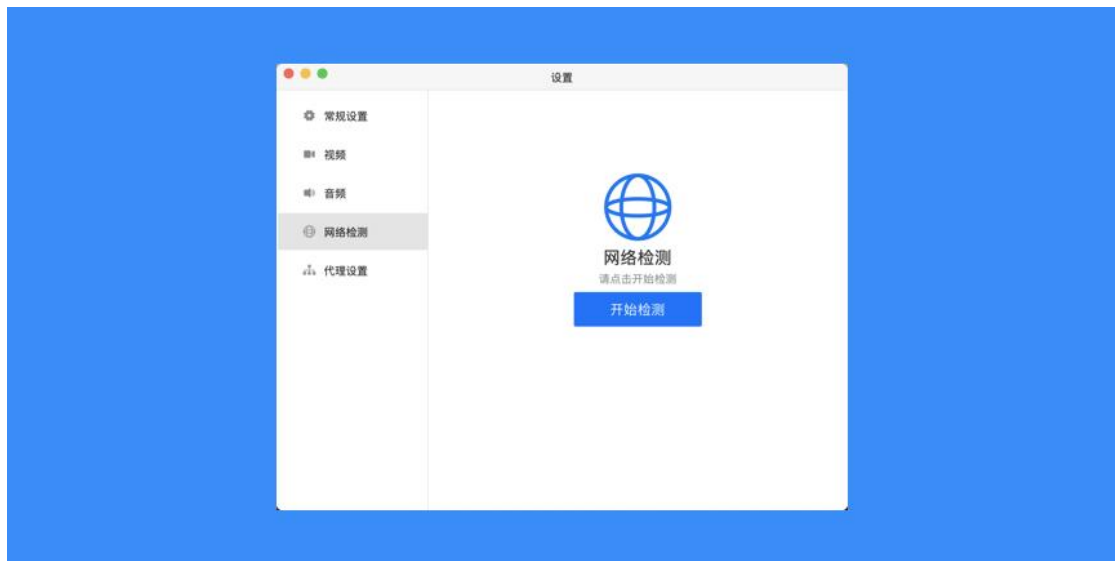 设置
常规设置
视频
音频
网络检测
代理设置
网络检测
请点击开始检测
开始检测